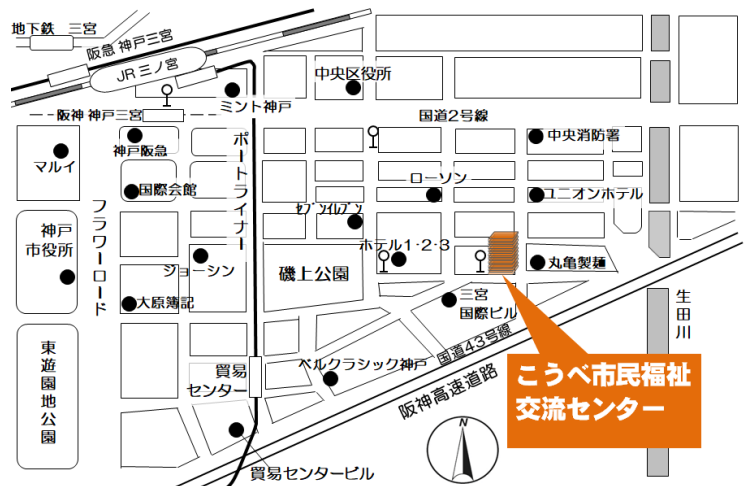 地下鉄 三宮
阪急 神戸三宮
JR 三ノ宮
中央区役所
ミント神戸
阪神 神戸三宮
国道2号線
神戸阪急
中央消防署
マルイ
ポートライナー
国際会館
ローソン
ユニオンホテル
フラワーロード
セブンイレブン
神戸
市役所
ホテル1・2・3
ジョーシン
磯上公園
丸亀製麺
大原簿記
三宮
国際ビル
生田川
国道43号線
東遊園地公園
貿易
センター
ベルクラシック神戸
阪神高速道路
こうべ市民福祉
交流センター
N
貿易センタービル